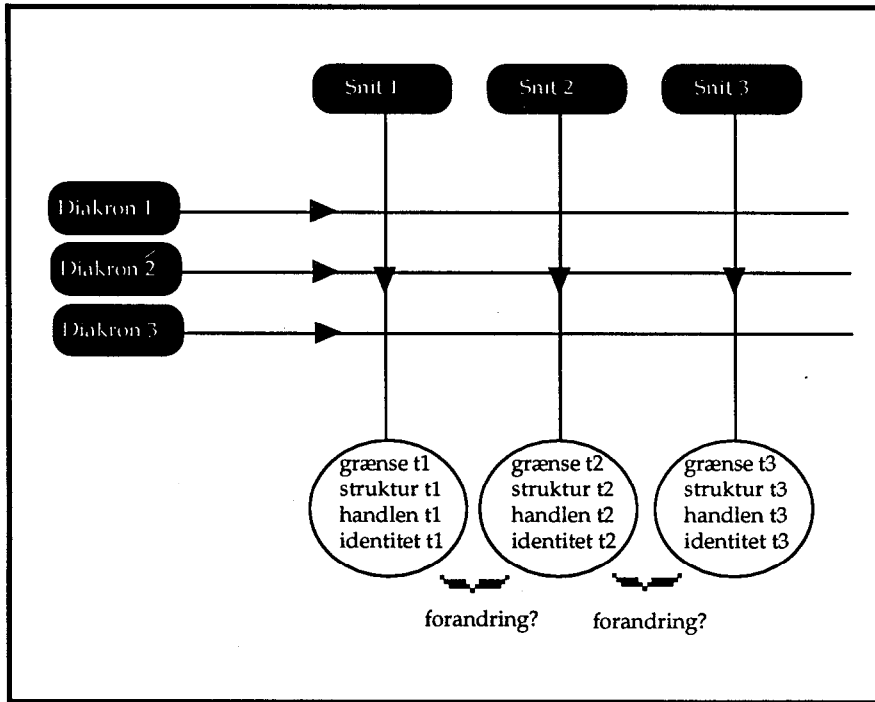 Snit 1
Snit 2
Snit 3
Diakron 1
Diakron 2
Diakron 3
grænse t1
struktur t1
handlen t1
identitet t1
grænse t2
struktur t2
handlen t2
identitet t2
grænse t3
struktur t3
handlen t3
identitet t3
forandring?
forandring?